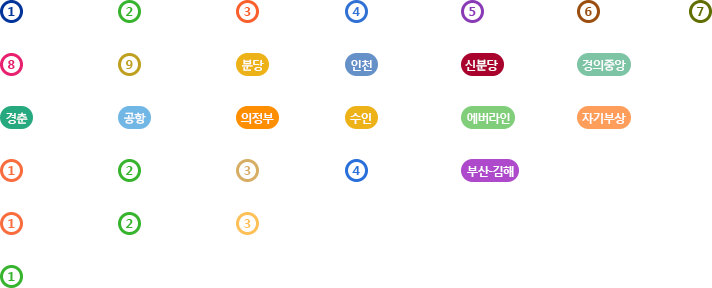 1 2 3 4 5 6 7
8 9 분당 인천 신분당 경의중앙
경춘 공항 의정부 수인 에버라인 자기부상
1 2 3 4 부산-김해
1 2 3
1